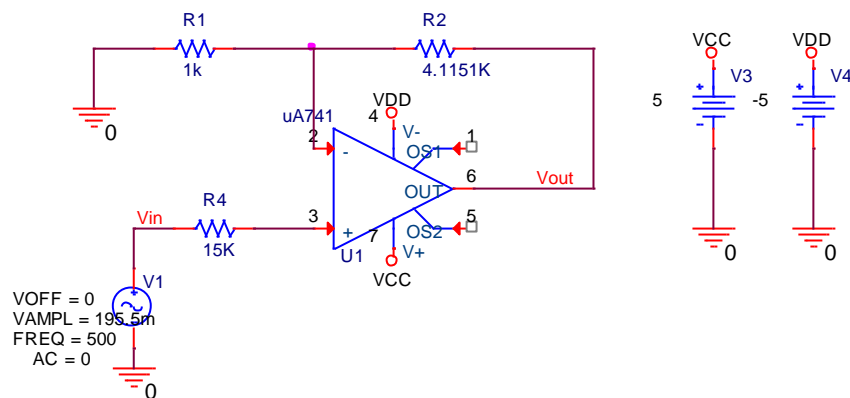 R1
1k
R2
4.1151K
0
uA741
VDD
4
V-
2
-
OS1
1
OUT
6
Vout
R4
15K
Vin
3
+
7
OS2
5
U1
V+
VCC
V1
VOFF = 0
VAMPL = 195.5m
FREQ = 500
AC = 0
0
VCC
V3
5
+
-
0
VDD
V4
-5
+
-
0